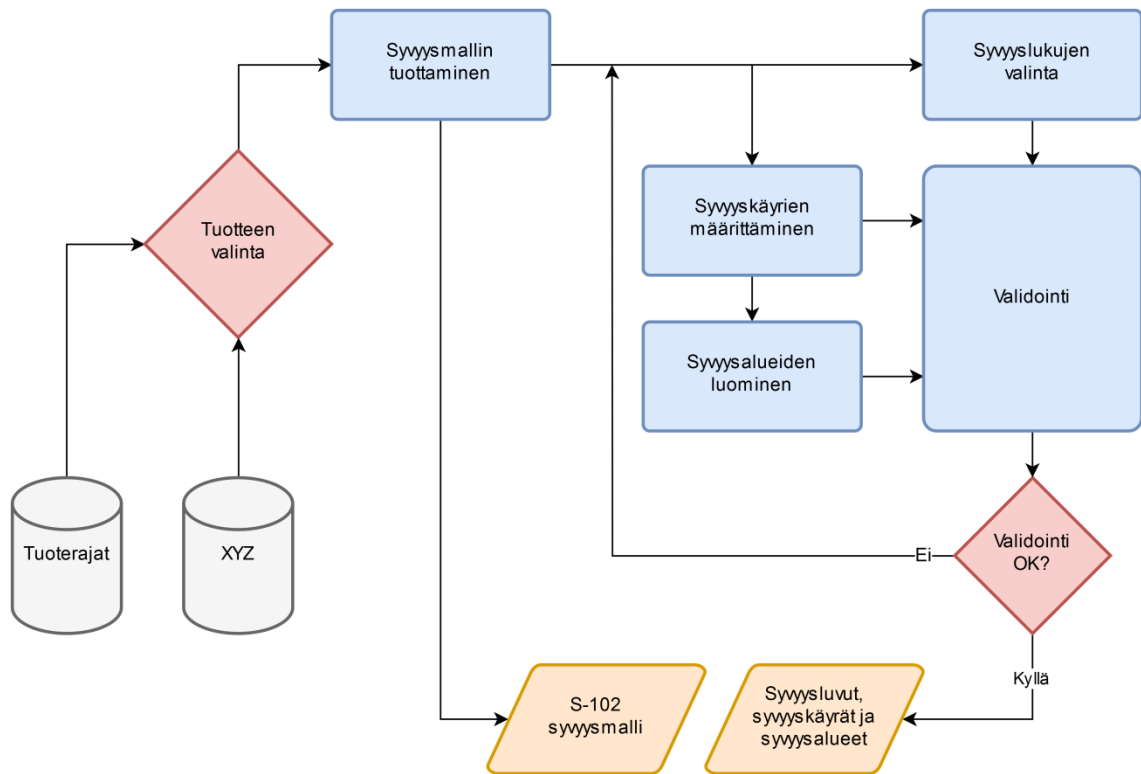 Syvyysmallin
tuottaminen
Syvyyslukujen
valinta
Tuotteen
valinta
Syvyyskäyrien
määrittäminen
Validointi
Syvyysalueiden
luominen
Tuoterajat
XYZ
Ei
Validointi
OK?
Kyllä
S-102
syvyysmalli
Syvyysluvut,
syvyyskäyrät ja
syvyysalueet